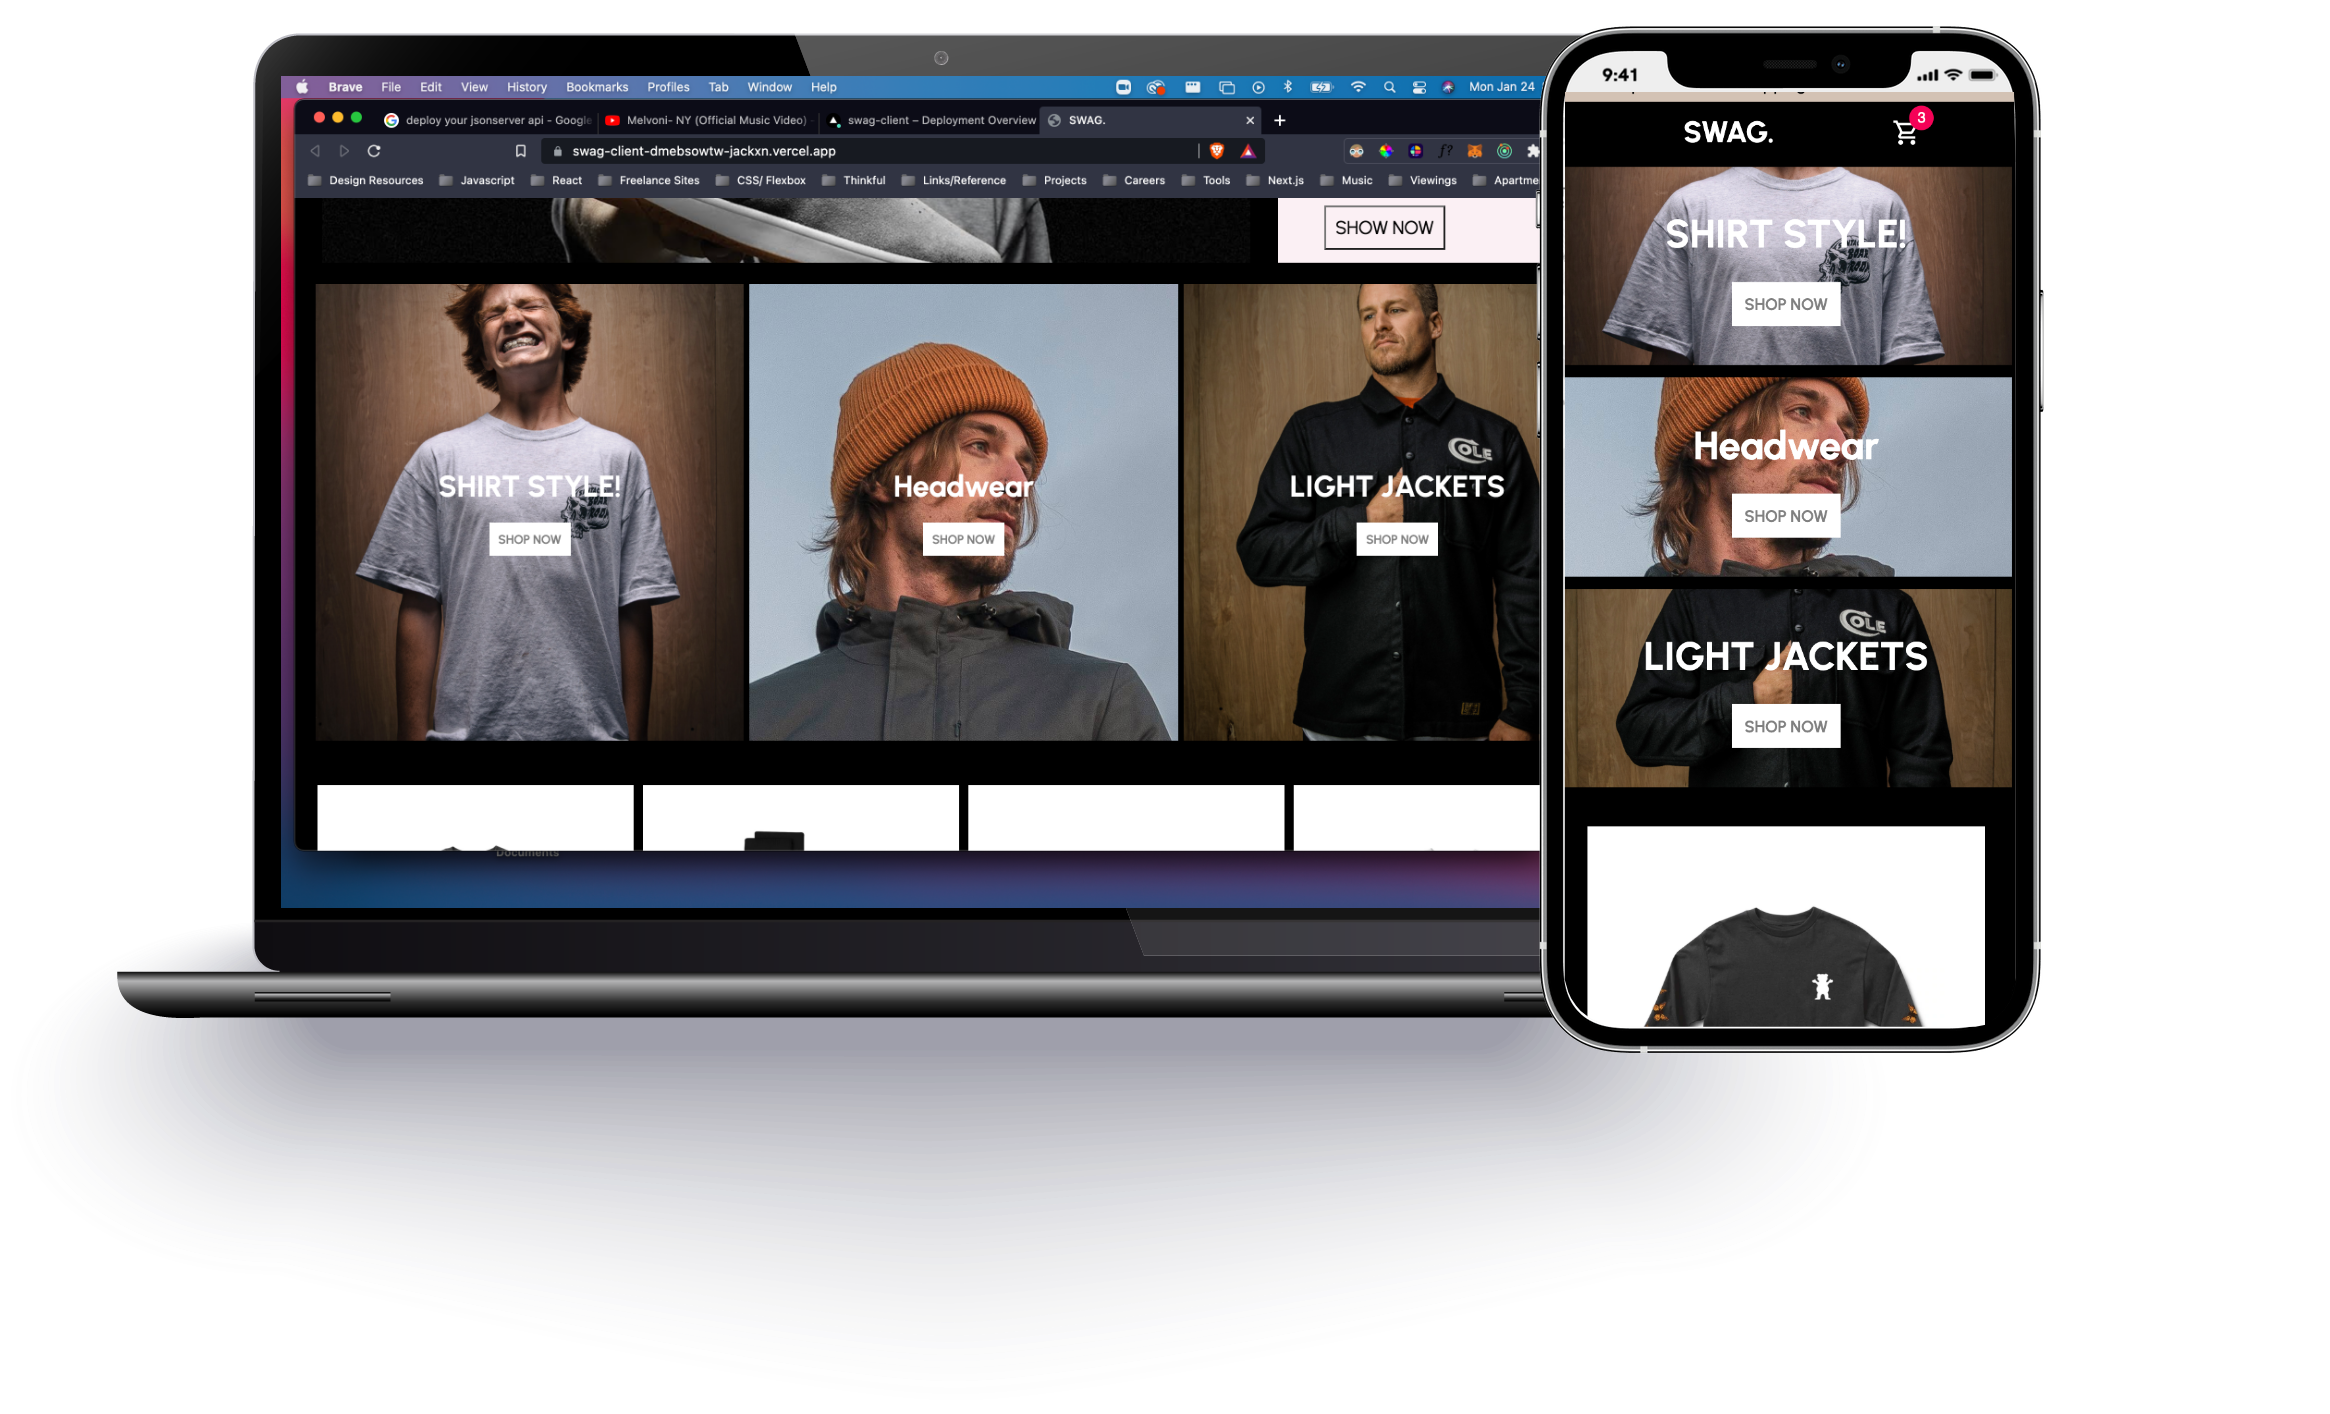 Brave File Edit View History Bookmarks Profiles Tab Window Help Mon Jan 24
deploy your jsonserver api - Google Melvoni- NY (Official Music Video) swag-client – Deployment Overview SWAG.
swag-client-dmebsowtw-jackxn.vercel.app
Design Resources Javascript React Freelance Sites CSS/ Flexbox Thinkful Links/Reference Projects Careers Tools Next.js Music Viewings Apartme
SHOW NOW
COLE
SHIRT STYLE! Headwear LIGHT JACKETS
SHOP NOW SHOP NOW SHOP NOW
Documents
9:41
SWAG. 3
SHIRT STYLE!
SHOP NOW
Headwear
SHOP NOW
COLE
LIGHT JACKETS
SHOP NOW